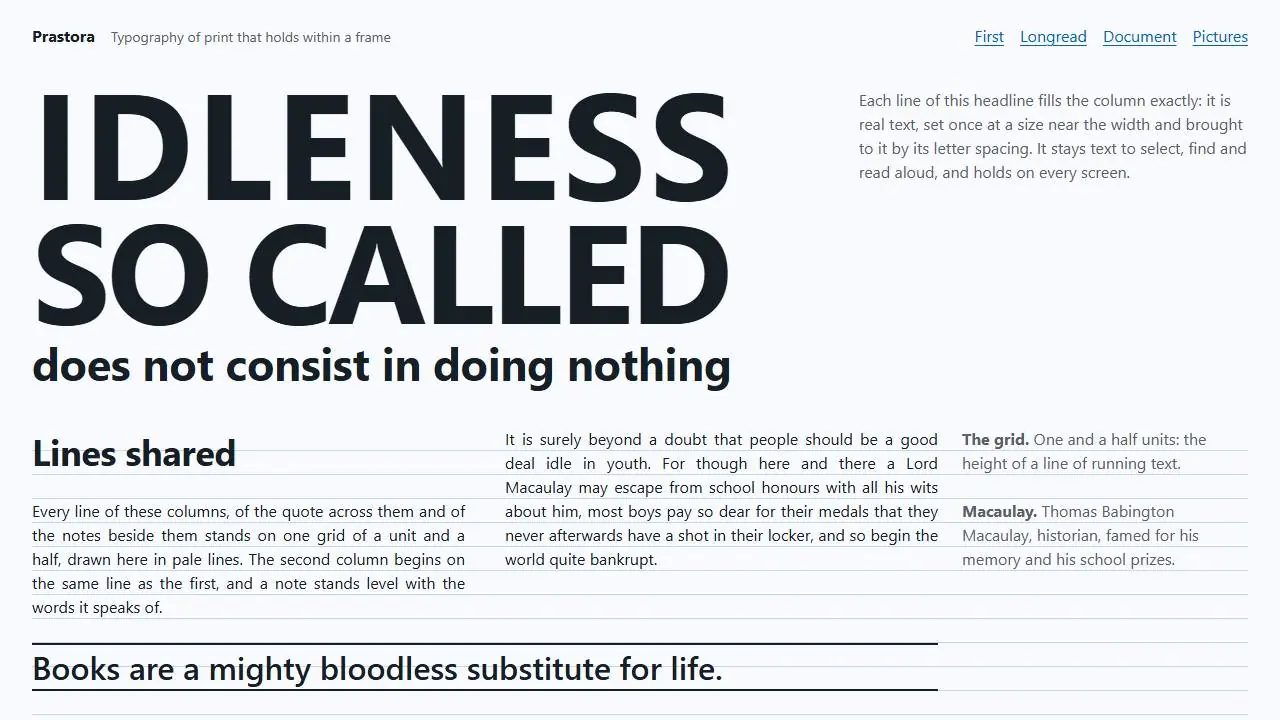 Prastora Typography of print that holds within a frame
First Longread Document Pictures
IDLENESS
SO CALLED
does not consist in doing nothing
Each line of this headline fills the column exactly: it is
real text, set once at a size near the width and brought
to it by its letter spacing. It stays text to select, find and
read aloud, and holds on every screen.
Lines shared
Every line of these columns, of the quote across them and of
the notes beside them stands on one grid of a unit and a
half, drawn here in pale lines. The second column begins on
the same line as the first, and a note stands level with the
words it speaks of.
It is surely beyond a doubt that people should be a good
deal idle in youth. For though here and there a Lord
Macaulay may escape from school honours with all his wits
about him, most boys pay so dear for their medals that they
never afterwards have a shot in their locker, and so begin the
world quite bankrupt.
The grid. One and a half units: the
height of a line of running text.
Macaulay. Thomas Babington
Macaulay, historian, famed for his
memory and his school prizes.
Books are a mighty bloodless substitute for life.